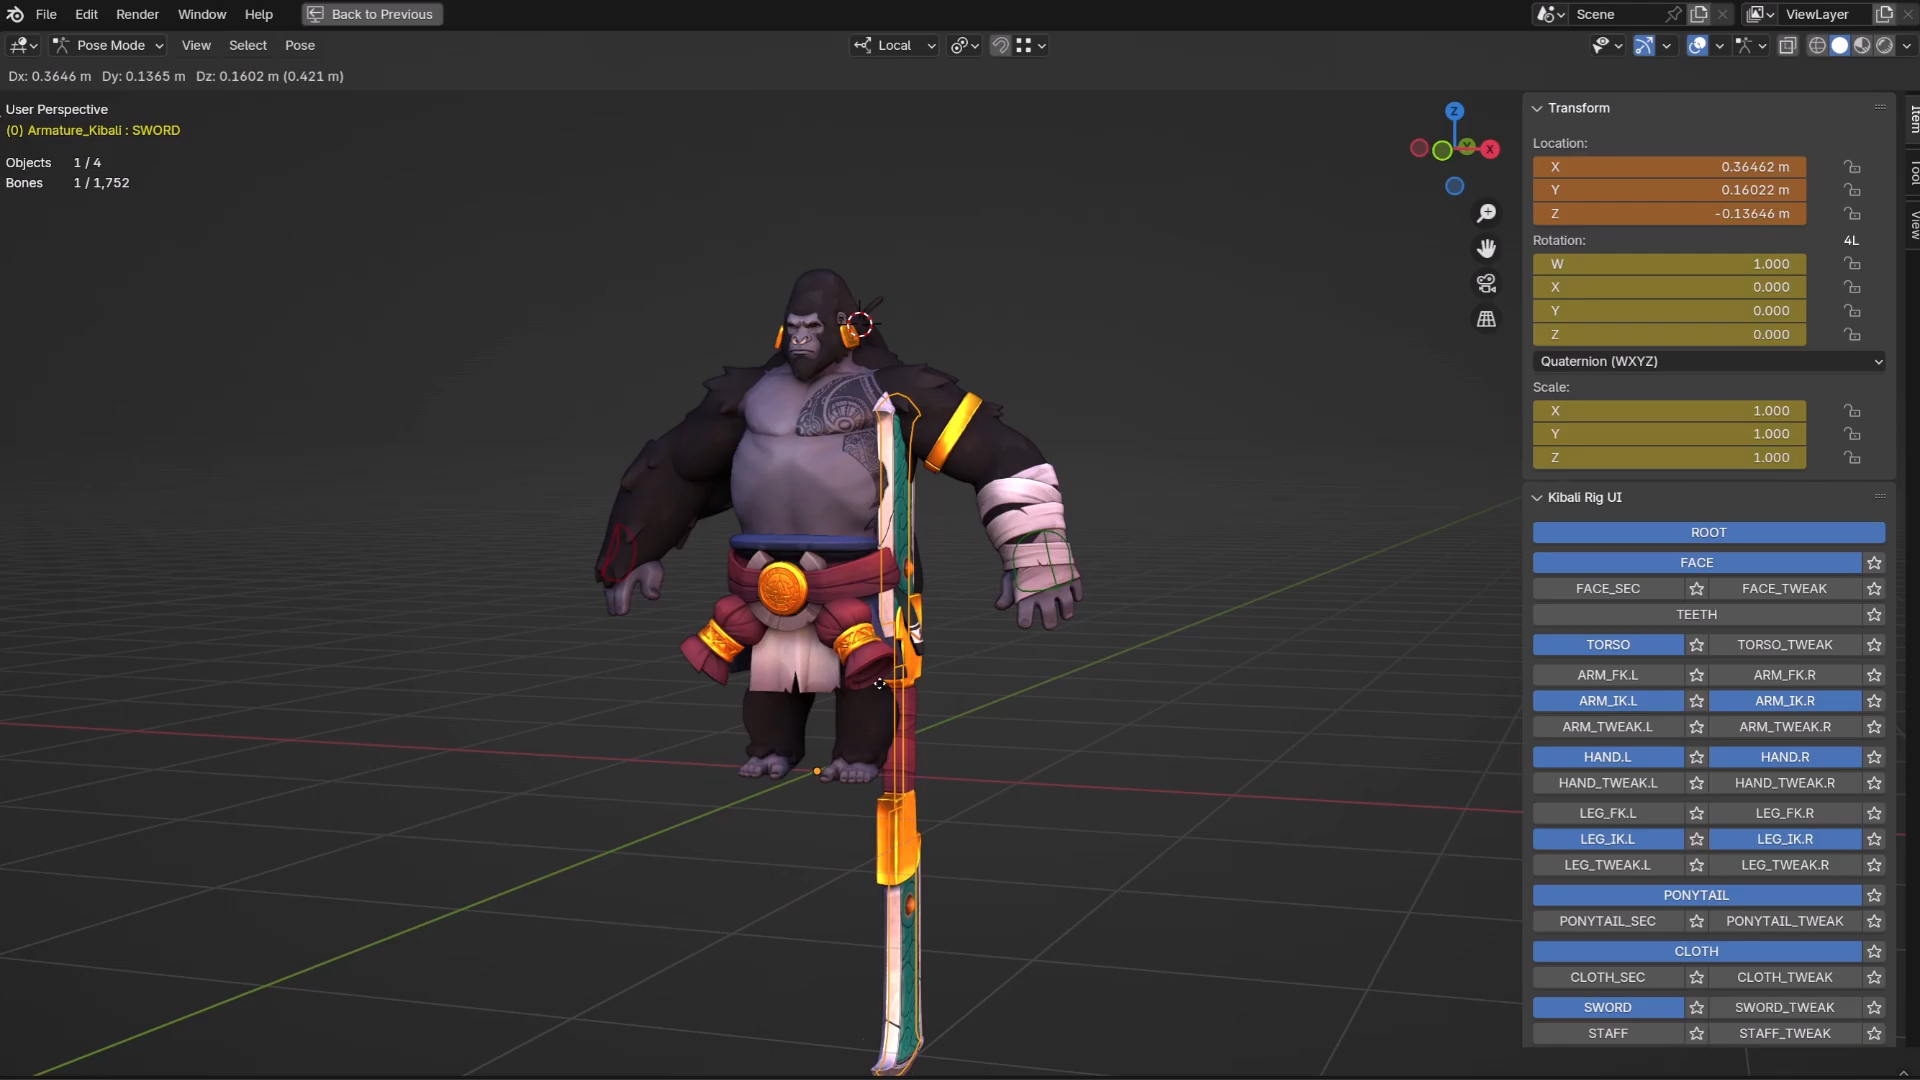 File Edit Render Window Help Back to Previous Scene ViewLayer
Pose Mode View Select Pose Local
Dx: 0.3646 m Dy: 0.1365 m Dz: 0.1602 m (0.421 m)
User Perspective
(0) Armature_Kibali : SWORD
Objects 1 / 4
Bones 1 / 1,752
Z
Y
X
Item
Tool
View
Transform
Location:
X 0.36462 m
Y 0.16022 m
Z -0.13646 m
Rotation: 4L
W 1.000
X 0.000
Y 0.000
Z 0.000
Quaternion (WXYZ)
Scale:
X 1.000
Y 1.000
Z 1.000
Kibali Rig UI
ROOT
FACE
FACE_SEC FACE_TWEAK
TEETH
TORSO TORSO_TWEAK
ARM_FK.L ARM_FK.R
ARM_IK.L ARM_IK.R
ARM_TWEAK.L ARM_TWEAK.R
HAND.L HAND.R
HAND_TWEAK.L HAND_TWEAK.R
LEG_FK.L LEG_FK.R
LEG_IK.L LEG_IK.R
LEG_TWEAK.L LEG_TWEAK.R
PONYTAIL
PONYTAIL_SEC PONYTAIL_TWEAK
CLOTH
CLOTH_SEC CLOTH_TWEAK
SWORD SWORD_TWEAK
STAFF STAFF_TWEAK